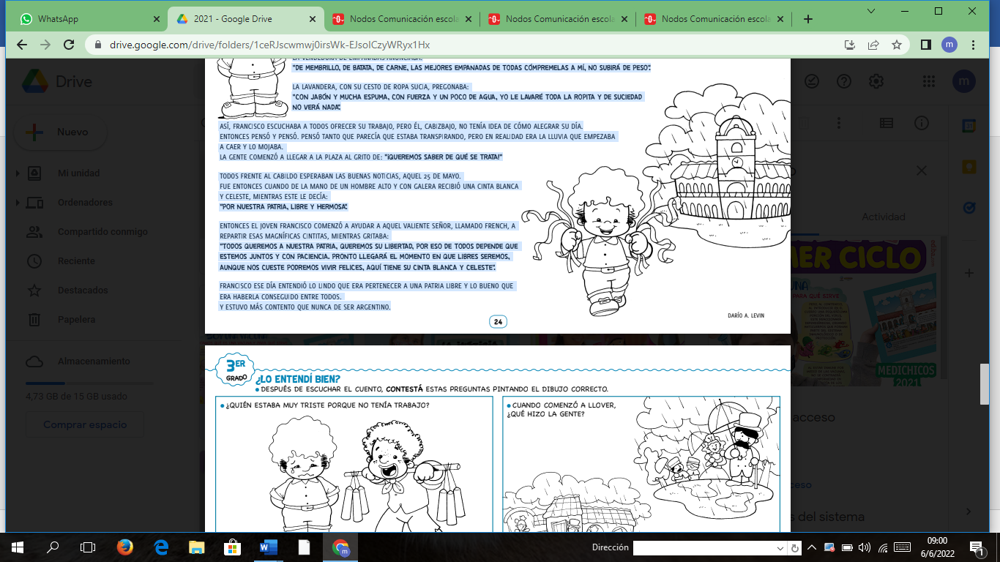 WhatsApp
2021 - Google Drive
Nodos Comunicación escola
Nodos Comunicación escola
Nodos Comunicación escola
drive.google.com/drive/folders/1ceRJscwmwj0irsWk-EJsoICzyWRyx1Hx
m
Drive
m
Nuevo
Mi unidad
Ordenadores
Compartido conmigo
Reciente
Destacados
Papelera
Almacenamiento
4,73 GB de 15 GB usado
Comprar espacio
LA VENDEDORA DE EMPANADAS ANUNCIABA:
"DE MEMBRILLO, DE BATATA, DE CARNE, LAS MEJORES EMPANADAS DE TODAS CÓMPREMELAS A MÍ, NO SUBIRÁ DE PESO".
LA LAVANDERA, CON SU CESTO DE ROPA SUCIA, PREGONABA:
"CON JABÓN Y MUCHA ESPUMA, CON FUERZA Y UN POCO DE AGUA, YO LE LAVARÉ TODA LA ROPITA Y DE SUCIEDAD
NO VERÁ NADA".
ASÍ, FRANCISCO ESCUCHABA A TODOS OFRECER SU TRABAJO, PERO ÉL, CABIZBAJO, NO TENÍA IDEA DE CÓMO ALEGRAR SU DÍA.
ENTONCES PENSÓ Y PENSÓ. PENSÓ TANTO QUE PARECÍA QUE ESTABA TRANSPIRANDO, PERO EN REALIDAD ERA LA LLUVIA QUE EMPEZABA
A CAER Y LO MOJABA.
LA GENTE COMENZÓ A LLEGAR A LA PLAZA AL GRITO DE: "¡QUEREMOS SABER DE QUÉ SE TRATA!"
TODOS FRENTE AL CABILDO ESPERABAN LAS BUENAS NOTICIAS, AQUEL 25 DE MAYO.
FUE ENTONCES CUANDO DE LA MANO DE UN HOMBRE ALTO Y CON GALERA RECIBIÓ UNA CINTA BLANCA
Y CELESTE, MIENTRAS ESTE LE DECÍA:
"POR NUESTRA PATRIA, LIBRE Y HERMOSA".
ENTONCES EL JOVEN FRANCISCO COMENZÓ A AYUDAR A AQUEL VALIENTE SEÑOR, LLAMADO FRENCH, A
REPARTIR ESAS MAGNÍFICAS CINTITAS, MIENTRAS GRITABA:
"TODOS QUEREMOS A NUESTRA PATRIA, QUEREMOS SU LIBERTAD, POR ESO DE TODOS DEPENDE QUE
ESTEMOS JUNTOS Y CON PACIENCIA. PRONTO LLEGARÁ EL MOMENTO EN QUE LIBRES SEREMOS,
AUNQUE NOS CUESTE PODREMOS VIVIR FELICES, AQUÍ TIENE SU CINTA BLANCA Y CELESTE".
FRANCISCO ESE DÍA ENTENDIÓ LO LINDO QUE ERA PERTENECER A UNA PATRIA LIBRE Y LO BUENO QUE
ERA HABERLA CONSEGUIDO ENTRE TODOS.
Y ESTUVO MÁS CONTENTO QUE NUNCA DE SER ARGENTINO.
24
DARÍO A. LEVIN
3ER
GRADO
¿LO ENTENDÍ BIEN?
• DESPUÉS DE ESCUCHAR EL CUENTO, CONTESTÁ ESTAS PREGUNTAS PINTANDO EL DIBUJO CORRECTO.
• ¿QUIÉN ESTABA MUY TRISTE PORQUE NO TENÍA TRABAJO?
• CUANDO COMENZÓ A LLOVER,
¿QUÉ HIZO LA GENTE?
Actividad
MER CICLO
UNA
PARA QUÉ SIRVE
MEDICHICOS
2021
acceso
ceso
s del sistema
Dirección
09:00
6/6/2022
1